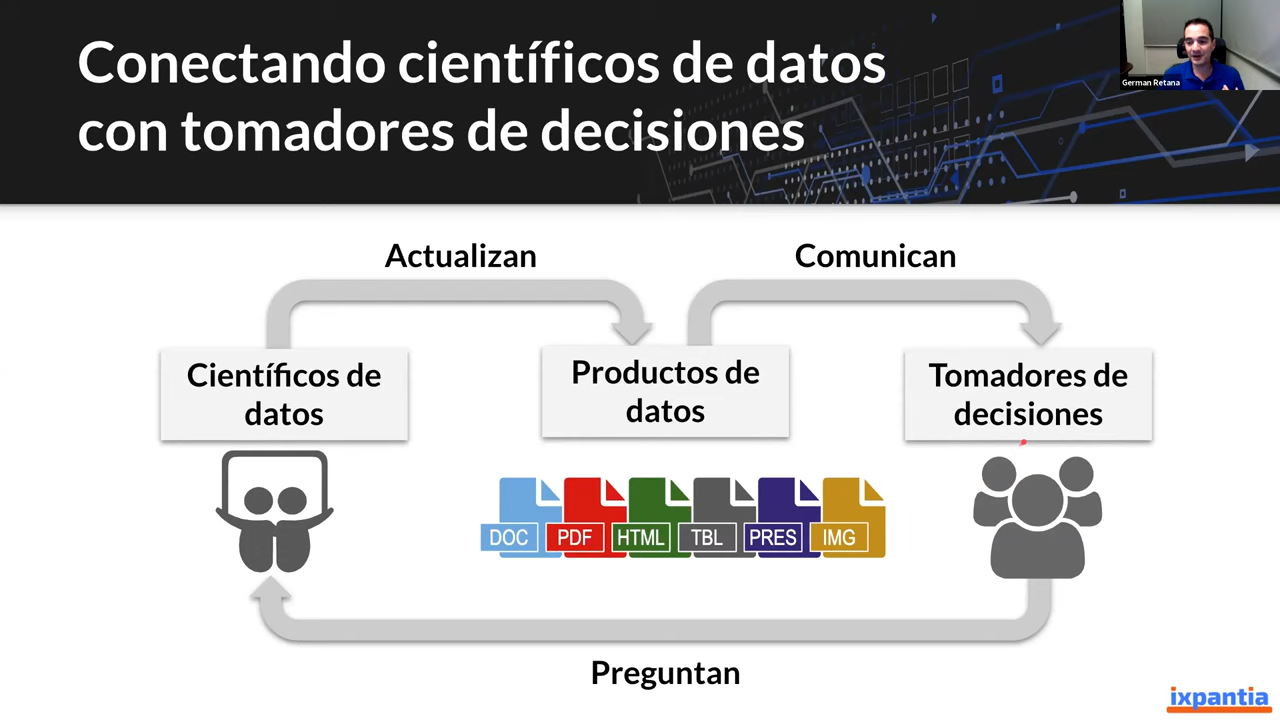 Conectando científicos de datos
con tomadores de decisiones
German Retana
Actualizan
Comunican
Científicos de
datos
Productos de
datos
Tomadores de
decisiones
DOC
PDF
HTML
TBL
PRES
IMG
Preguntan
ixpantia